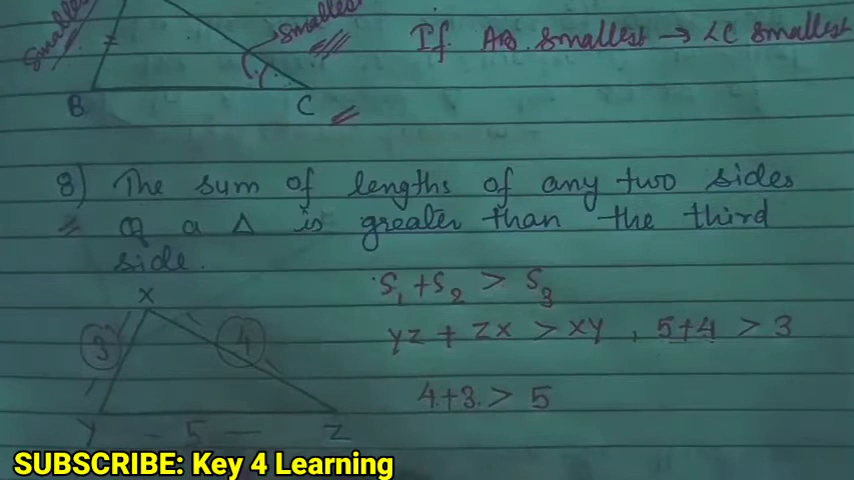 Smallest
Smallest
If AB smallest → ∠C smallest
B C
8) The sum of lengths of any two sides
of a Δ is greater than the third
side.
S₁ + S₂ > S₃
X
3 4
YZ + ZX > XY , 5+4 > 3
4+3 > 5
Y - 5 - Z
SUBSCRIBE: Key 4 Learning